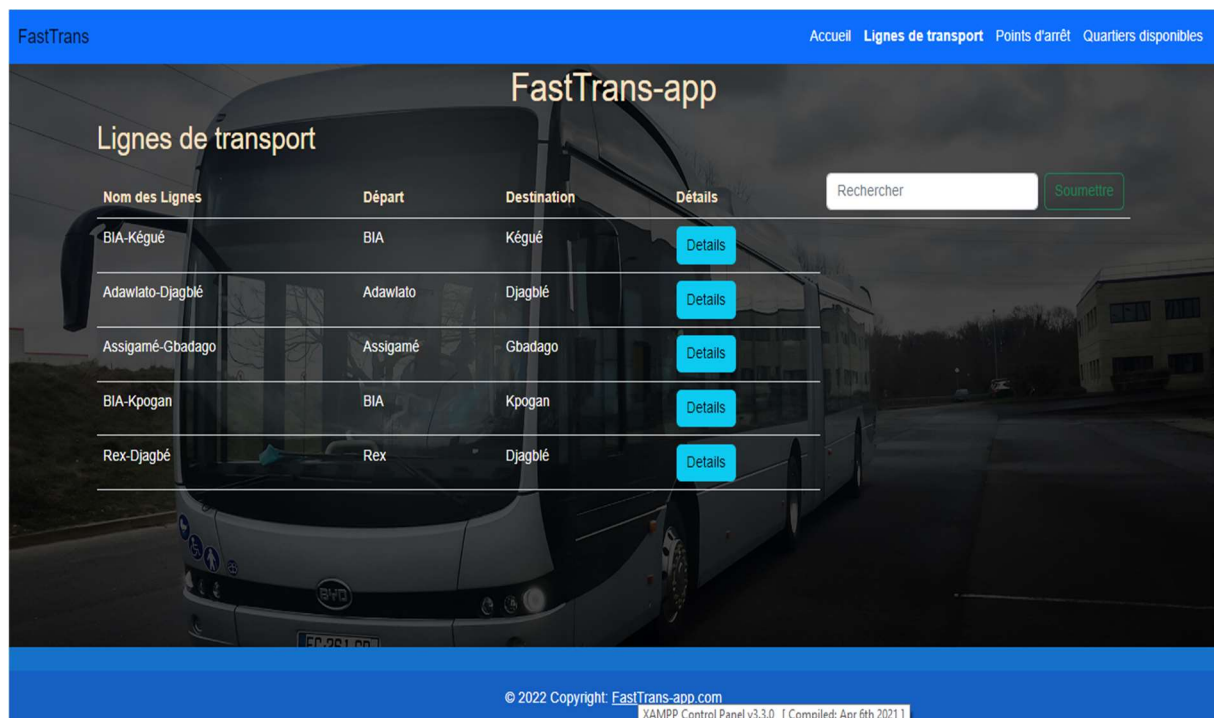 FastTrans
Accueil Lignes de transport Points d'arrêt Quartiers disponibles
FastTrans-app
Lignes de transport
Nom des Lignes Départ Destination Détails
Rechercher Soumettre
BIA-Kégué BIA Kégué Details
Adawlato-Djagblé Adawlato Djagblé Details
Assigamé-Gbadago Assigamé Gbadago Details
BIA-Kpogan BIA Kpogan Details
Rex-Djagbé Rex Djagblé Details
BYD
© 2022 Copyright: FastTrans-app.com
XAMPP Control Panel v3.3.0 [ Compiled: Apr 6th 2021 ]